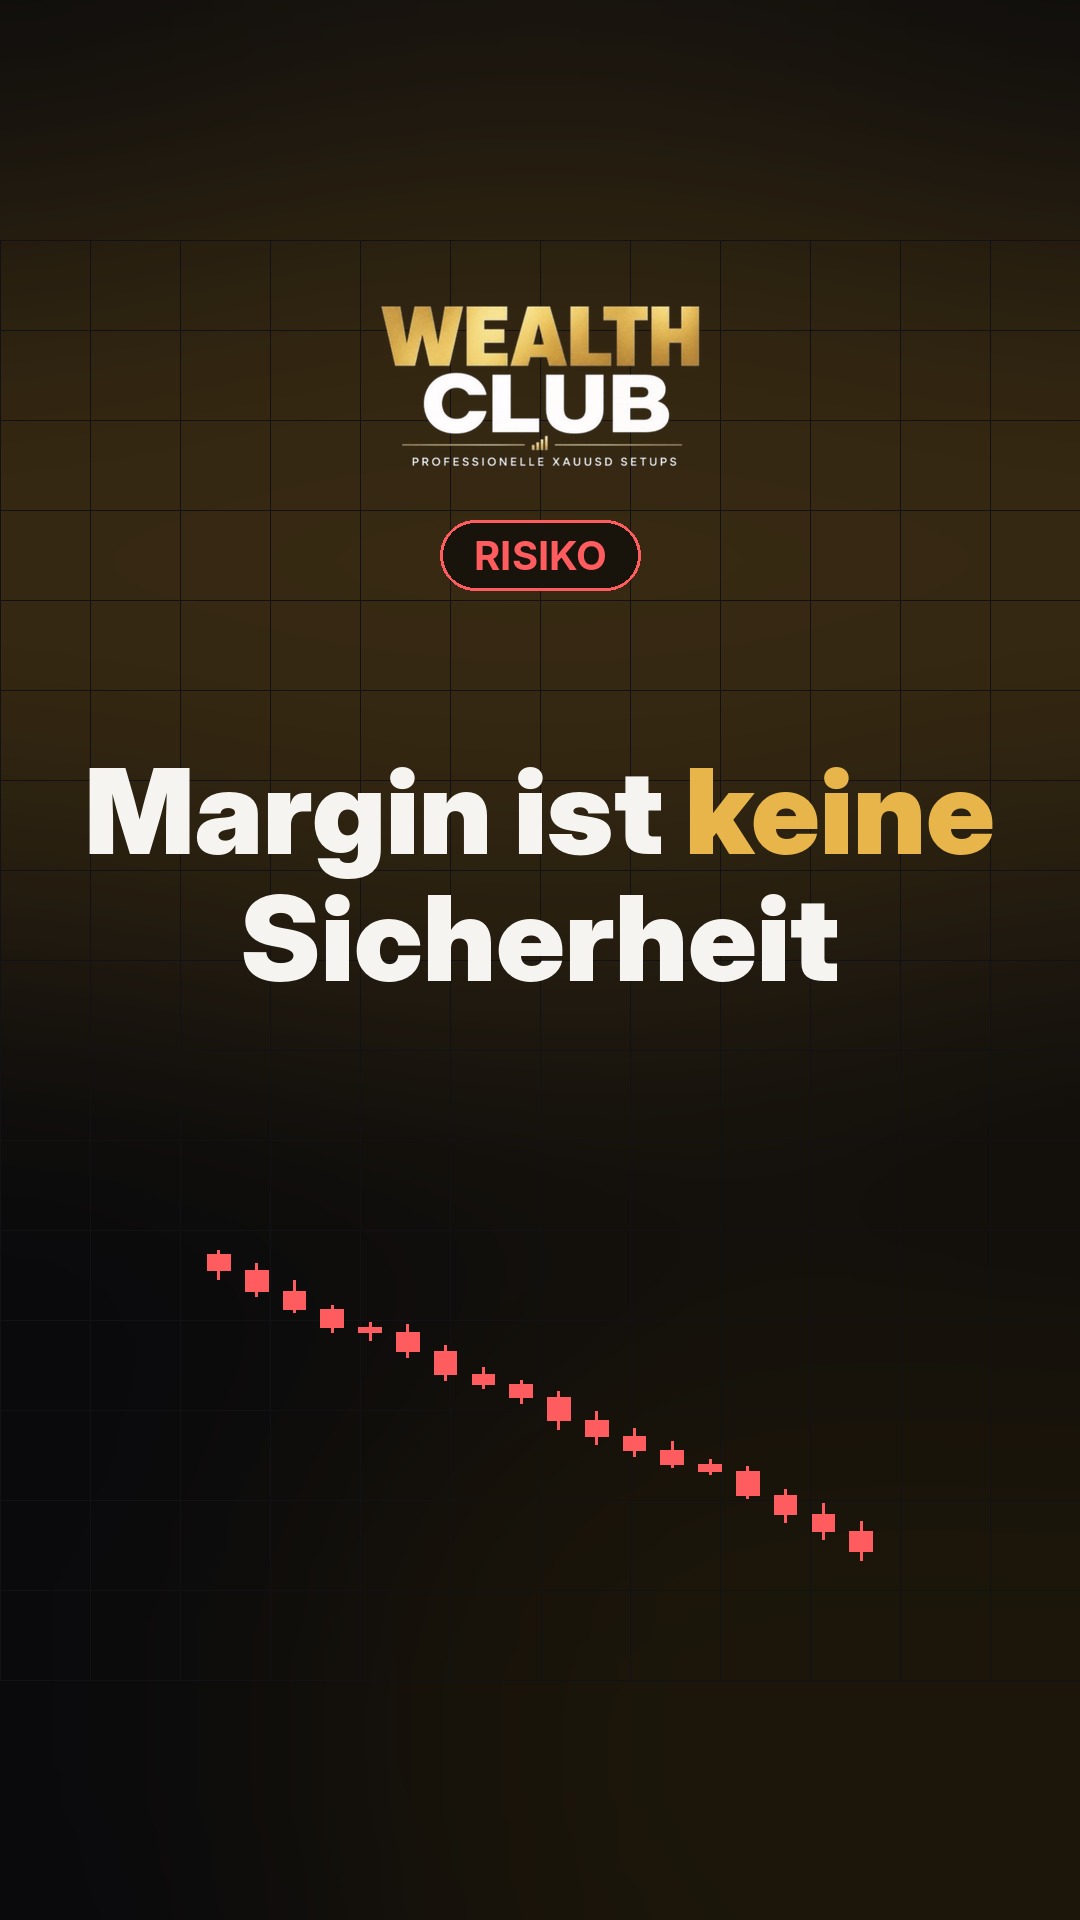 WEALTH
CLUB
PROFESSIONELLE XAUUSD SETUPS
RISIKO
Margin ist keine
Sicherheit